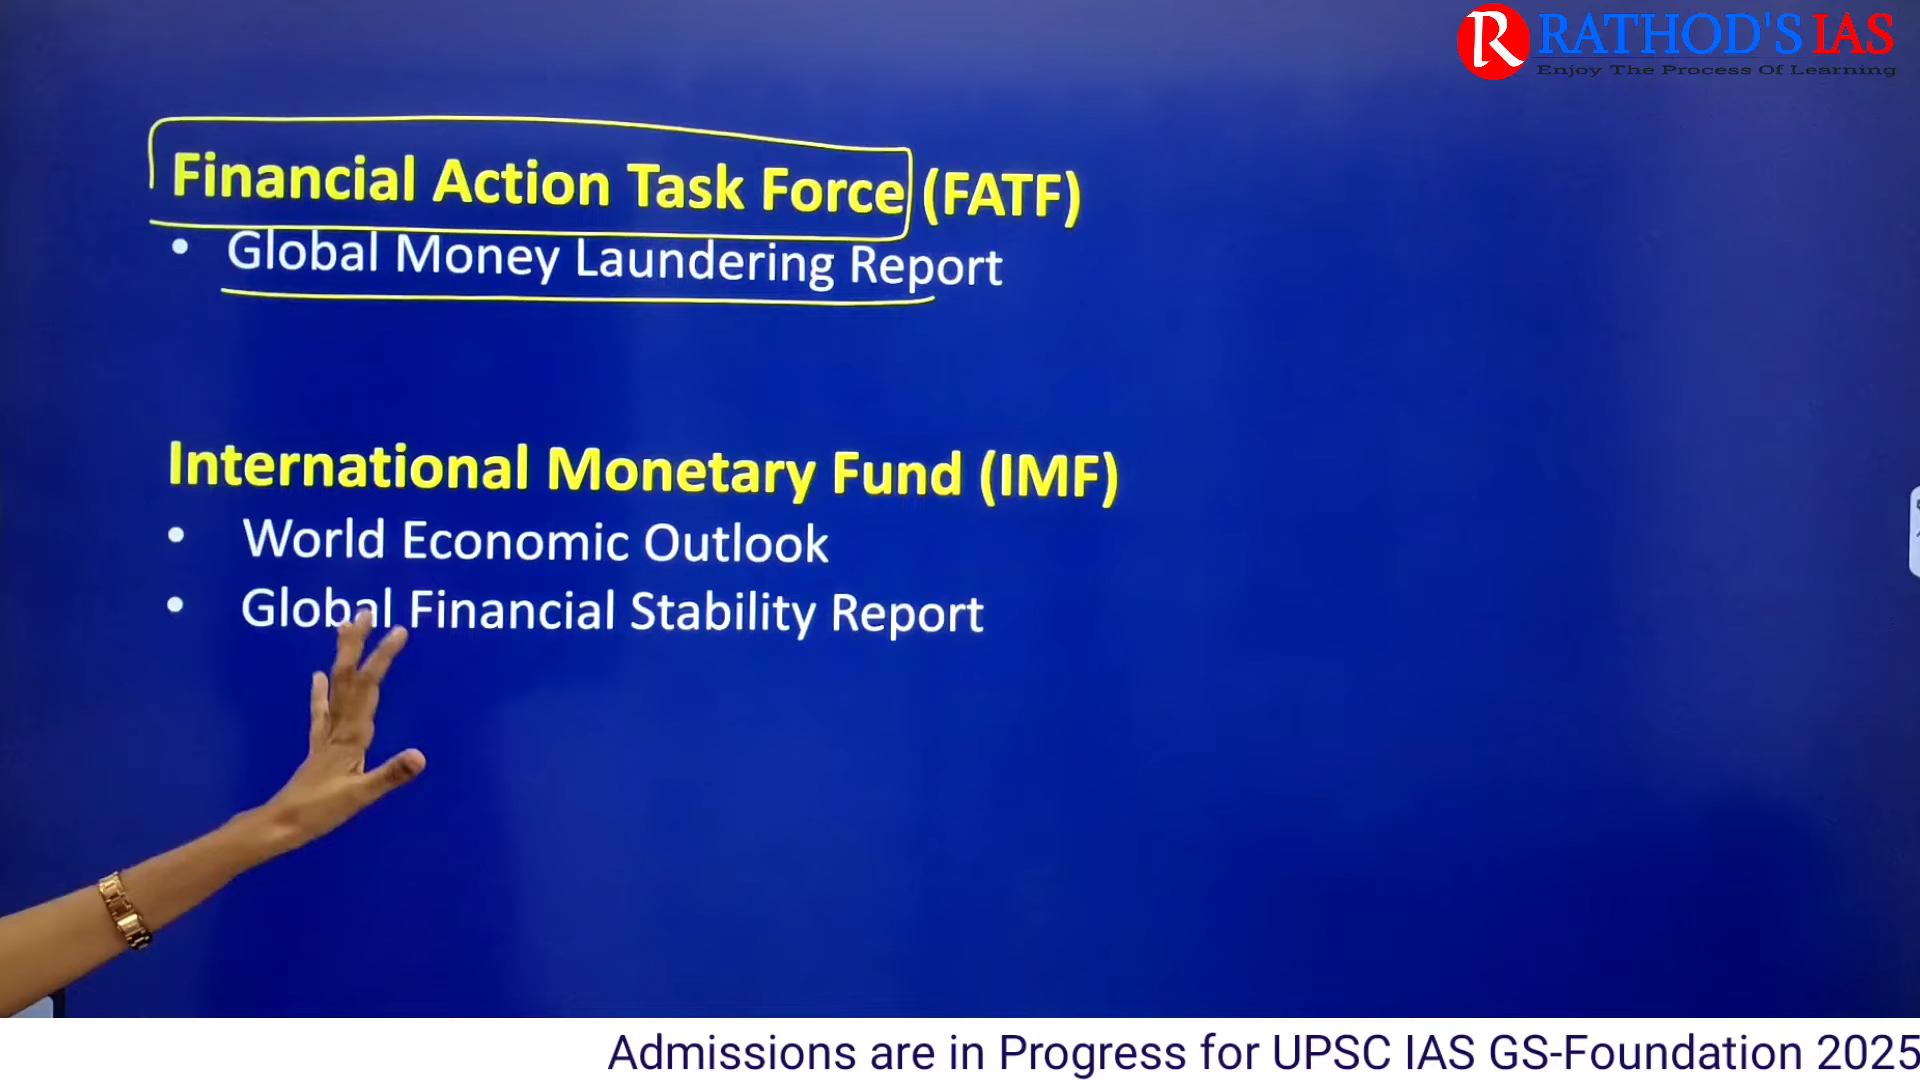 RATHOD'S IAS
Enjoy The Process Of Learning
Financial Action Task Force (FATF)
• Global Money Laundering Report
International Monetary Fund (IMF)
• World Economic Outlook
• Global Financial Stability Report
Admissions are in Progress for UPSC IAS GS-Foundation 2025